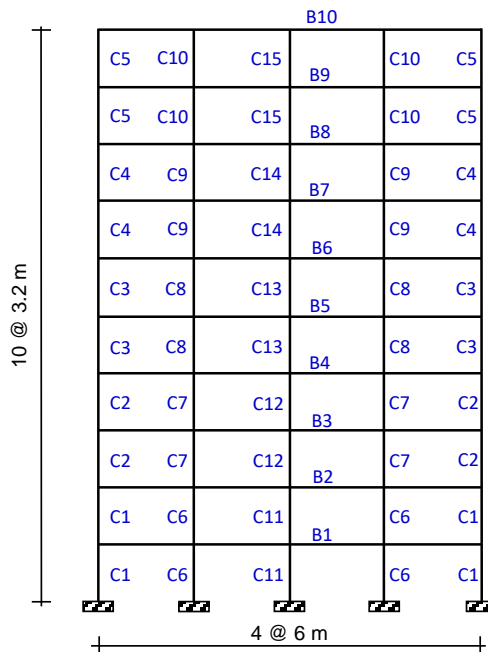 B10
C5 C10 C15 C10 C5
B9
C5 C10 C15 C10 C5
B8
C4 C9 C14 C9 C4
B7
C4 C9 C14 C9 C4
B6
C3 C8 C13 C8 C3
B5
C3 C8 C13 C8 C3
B4
C2 C7 C12 C7 C2
B3
C2 C7 C12 C7 C2
B2
C1 C6 C11 C6 C1
B1
C1 C6 C11 C6 C1
10 @ 3.2 m
4 @ 6 m